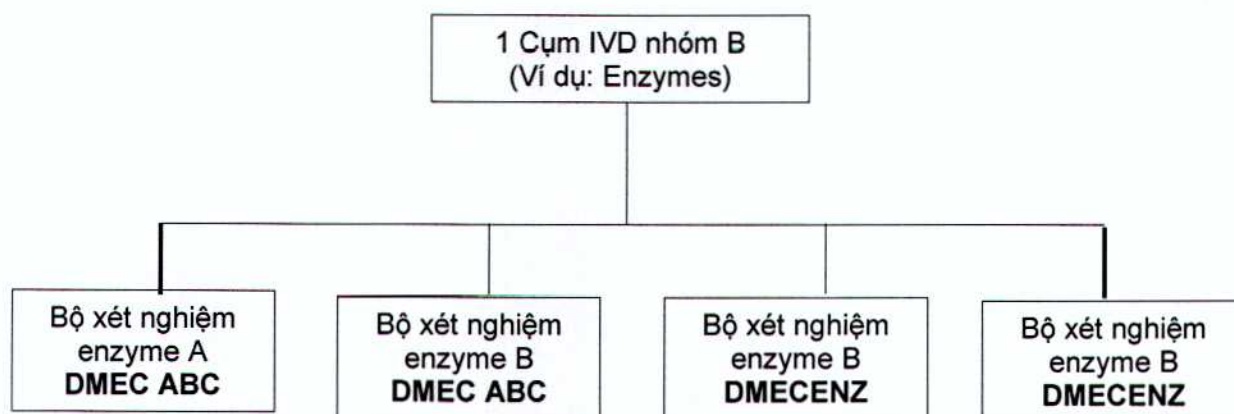 1 Cụm IVD nhóm B
(Ví dụ: Enzymes)
Bộ xét nghiệm
enzyme A
DMEC ABC
Bộ xét nghiệm
enzyme B
DMEC ABC
Bộ xét nghiệm
enzyme B
DMECENZ
Bộ xét nghiệm
enzyme B
DMECENZ